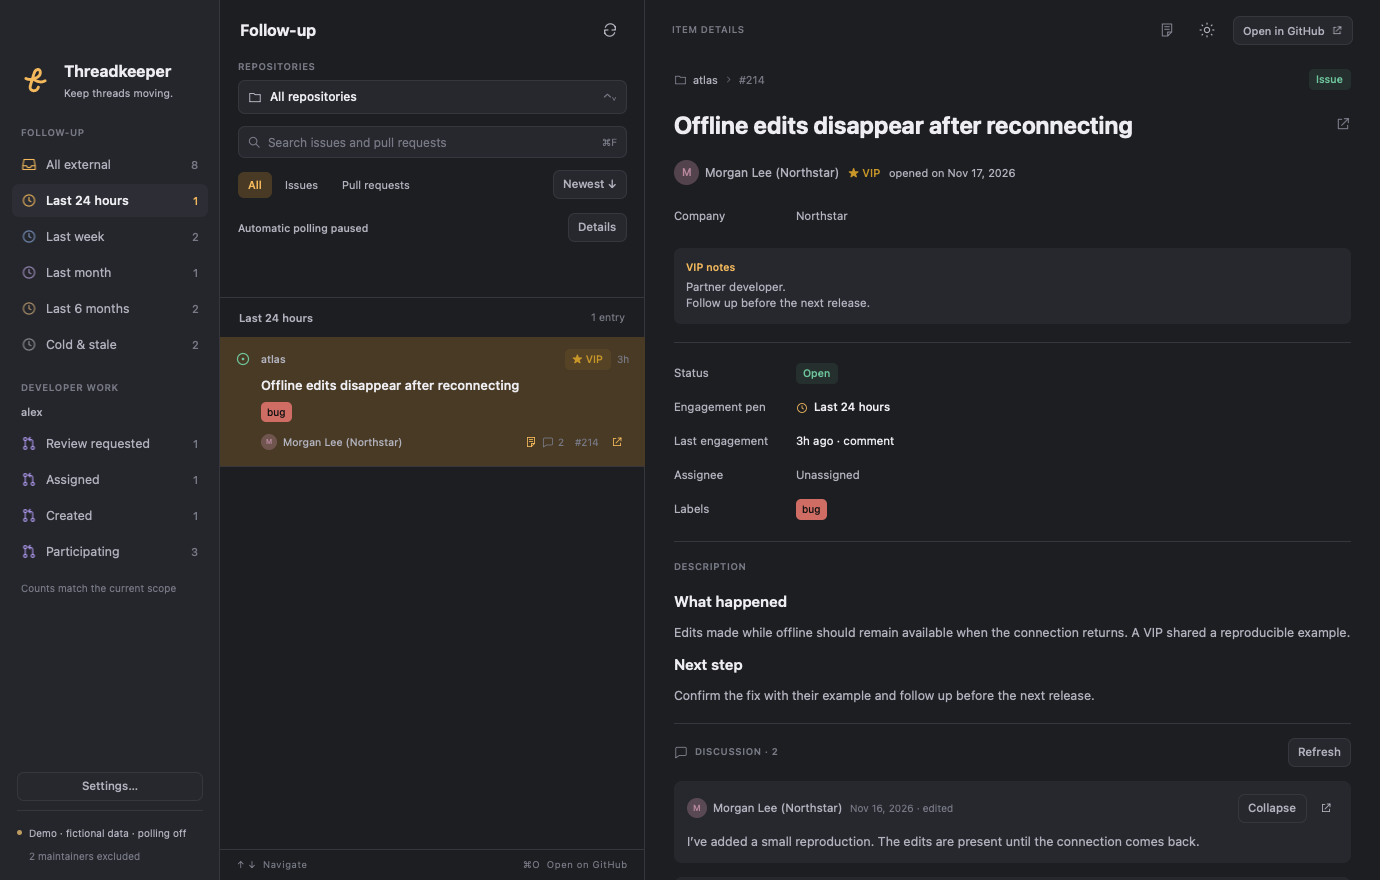 Threadkeeper
Keep threads moving.
FOLLOW-UP
All external 8
Last 24 hours 1
Last week 2
Last month 1
Last 6 months 2
Cold & stale 2
DEVELOPER WORK
alex
Review requested 1
Assigned 1
Created 1
Participating 3
Counts match the current scope
Settings...
Demo · fictional data · polling off
2 maintainers excluded
Follow-up
REPOSITORIES
All repositories
Search issues and pull requests ⌘F
All Issues Pull requests Newest ↓
Automatic polling paused Details
Last 24 hours 1 entry
atlas ★ VIP 3h
Offline edits disappear after reconnecting
bug
M Morgan Lee (Northstar) 2 #214
↑ ↓ Navigate ⌘O Open on GitHub
ITEM DETAILS Open in GitHub
atlas > #214 Issue
Offline edits disappear after reconnecting
M Morgan Lee (Northstar) ★ VIP opened on Nov 17, 2026
Company Northstar
VIP notes
Partner developer.
Follow up before the next release.
Status Open
Engagement pen Last 24 hours
Last engagement 3h ago · comment
Assignee Unassigned
Labels bug
DESCRIPTION
What happened
Edits made while offline should remain available when the connection returns. A VIP shared a reproducible example.
Next step
Confirm the fix with their example and follow up before the next release.
DISCUSSION · 2 Refresh
M Morgan Lee (Northstar) Nov 16, 2026 · edited Collapse
I've added a small reproduction. The edits are present until the connection comes back.